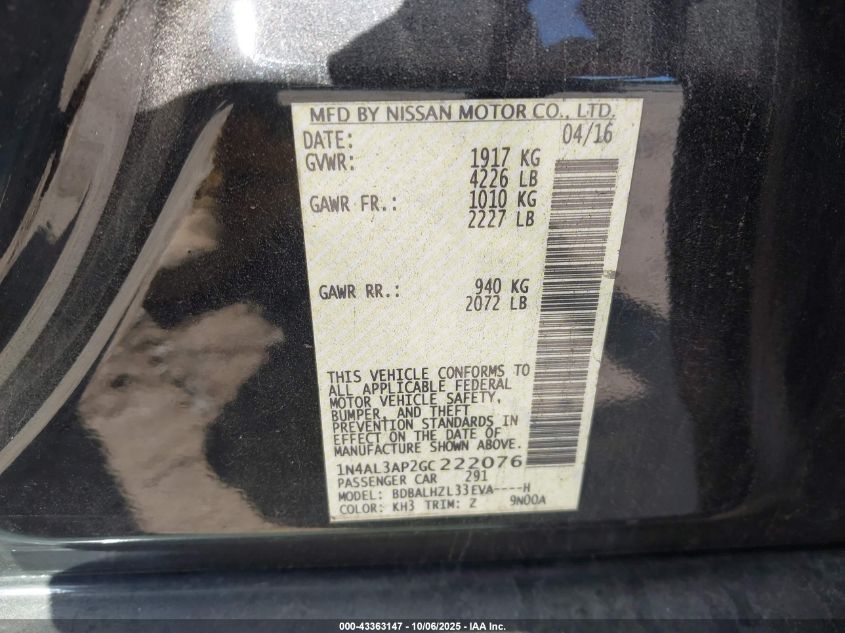 MFD BY NISSAN MOTOR CO., LTD.
DATE: 04/16
GVWR: 1917 KG
4226 LB
GAWR FR.: 1010 KG
2227 LB
GAWR RR.: 940 KG
2072 LB
THIS VEHICLE CONFORMS TO
ALL APPLICABLE FEDERAL
MOTOR VEHICLE SAFETY,
BUMPER, AND THEFT
PREVENTION STANDARDS IN
EFFECT ON THE DATE OF
MANUFACTURE SHOWN ABOVE.
1N4AL3AP2GC222076
PASSENGER CAR 291
MODEL: BDBALHZL33EVA----H
COLOR: KH3 TRIM: Z 9N00A
000-43363147 - 10/06/2025 - IAA Inc.